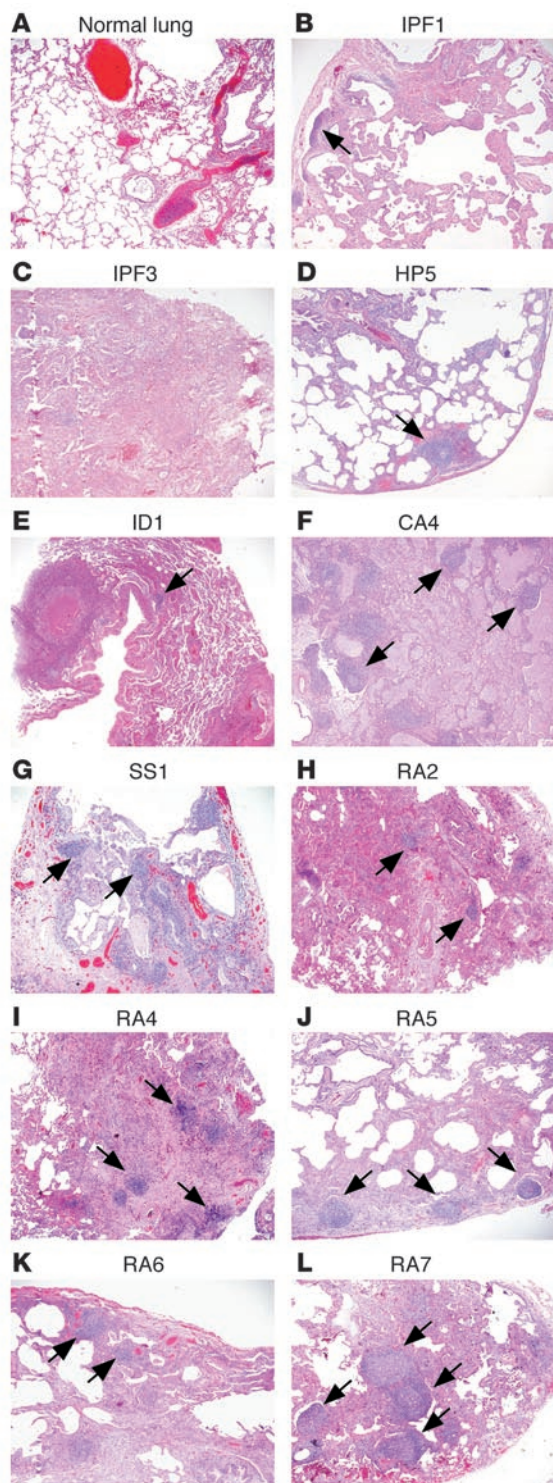 A Normal lung
B IPF1
C IPF3
D HP5
E ID1
F CA4
G SS1
H RA2
I RA4
J RA5
K RA6
L RA7